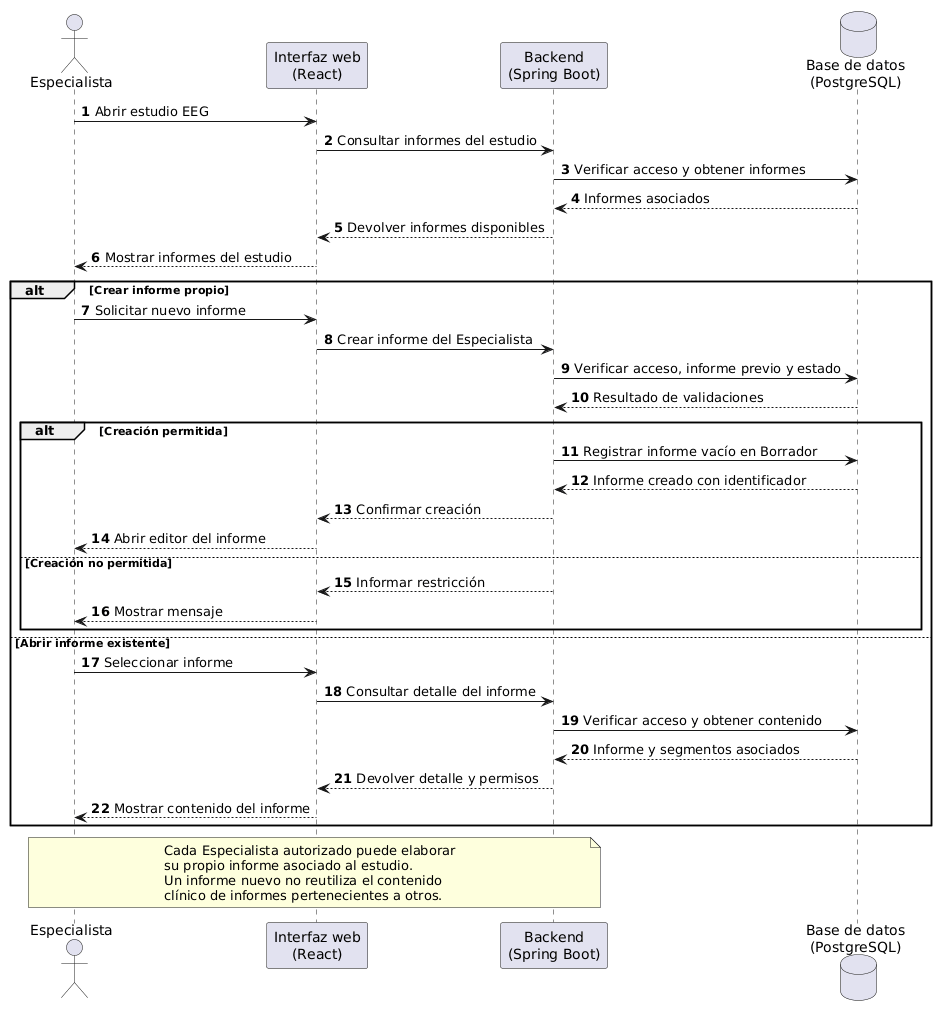 Especialista
Interfaz web
(React)
Backend
(Spring Boot)
Base de datos
(PostgreSQL)
1 Abrir estudio EEG
2 Consultar informes del estudio
3 Verificar acceso y obtener informes
4 Informes asociados
5 Devolver informes disponibles
6 Mostrar informes del estudio
alt [Crear informe propio]
7 Solicitar nuevo informe
8 Crear informe del Especialista
9 Verificar acceso, informe previo y estado
10 Resultado de validaciones
alt [Creación permitida]
11 Registrar informe vacío en Borrador
12 Informe creado con identificador
13 Confirmar creación
14 Abrir editor del informe
[Creación no permitida]
15 Informar restricción
16 Mostrar mensaje
[Abrir informe existente]
17 Seleccionar informe
18 Consultar detalle del informe
19 Verificar acceso y obtener contenido
20 Informe y segmentos asociados
21 Devolver detalle y permisos
22 Mostrar contenido del informe
Cada Especialista autorizado puede elaborar
su propio informe asociado al estudio.
Un informe nuevo no reutiliza el contenido
clínico de informes pertenecientes a otros.
Especialista
Interfaz web
(React)
Backend
(Spring Boot)
Base de datos
(PostgreSQL)